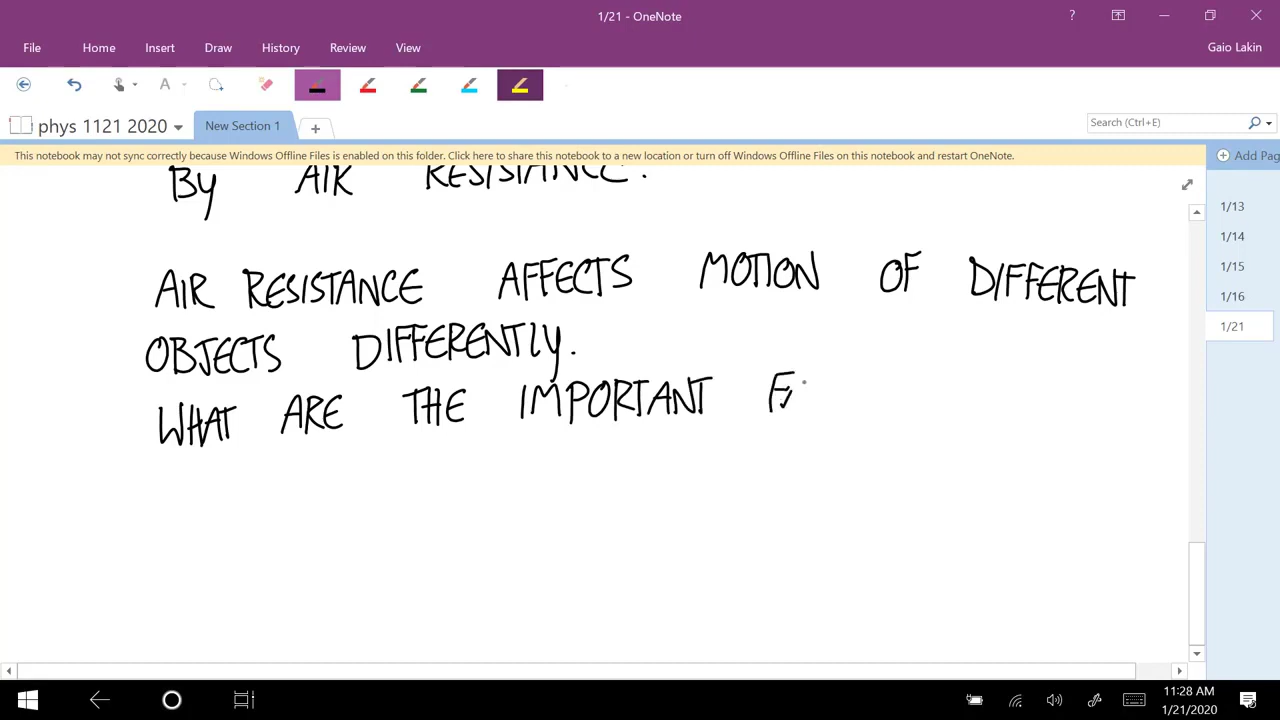 1/21 - OneNote
?
File Home Insert Draw History Review View Gaio Lakin
A
phys 1121 2020 New Section 1 + Search (Ctrl+E)
This notebook may not sync correctly because Windows Offline Files is enabled on this folder. Click here to share this notebook to a new location or turn off Windows Offline Files on this notebook and restart OneNote.
Add Pag
1/13
1/14
1/15
1/16
1/21
By AIR RESISTANCE.
AIR RESISTANCE AFFECTS MOTION OF DIFFERENT
OBJECTS DIFFERENTLY.
WHAT ARE THE IMPORTANT
11:28 AM
1/21/2020